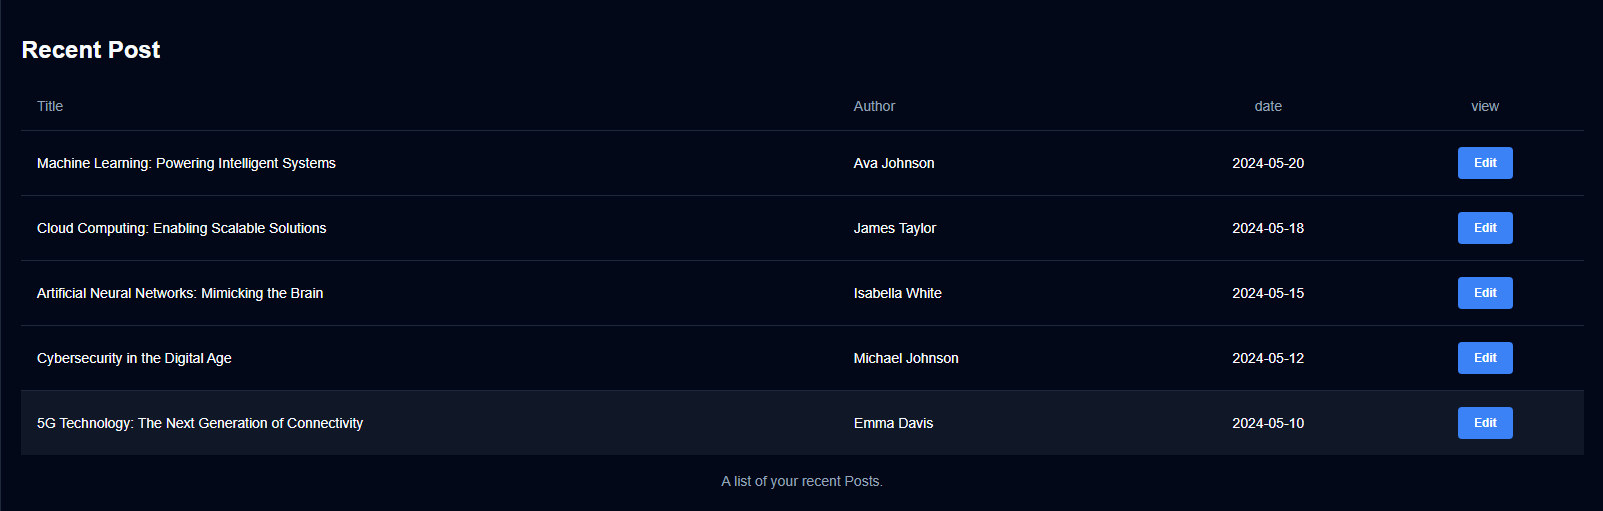 Recent Post
Title Author date view
Machine Learning: Powering Intelligent Systems Ava Johnson 2024-05-20 Edit
Cloud Computing: Enabling Scalable Solutions James Taylor 2024-05-18 Edit
Artificial Neural Networks: Mimicking the Brain Isabella White 2024-05-15 Edit
Cybersecurity in the Digital Age Michael Johnson 2024-05-12 Edit
5G Technology: The Next Generation of Connectivity Emma Davis 2024-05-10 Edit
A list of your recent Posts.